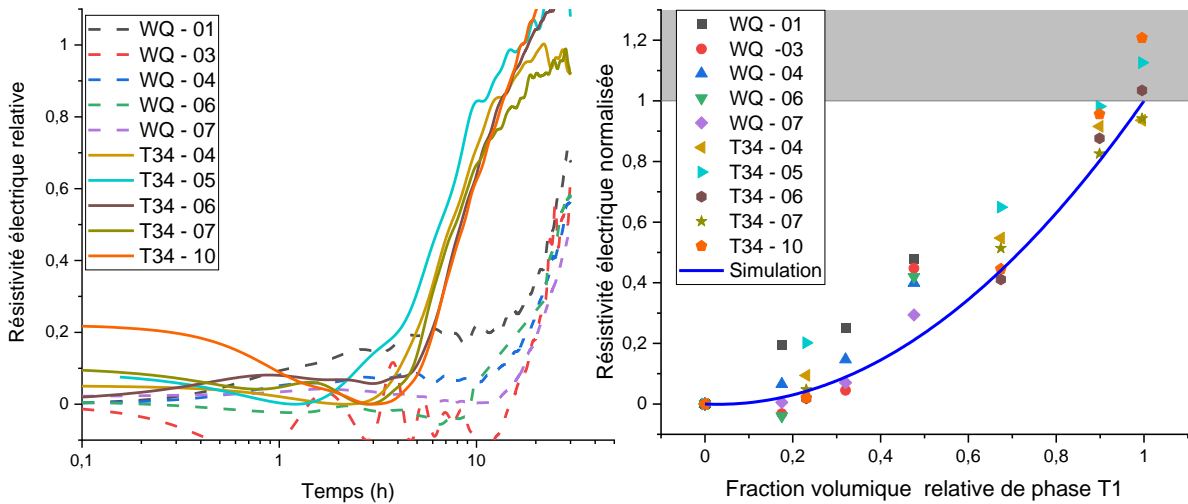 Résistivité électrique relative
1
0,8
0,6
0,4
0,2
0
0,1
1
10
Temps (h)
WQ - 01
WQ - 03
WQ - 04
WQ - 06
WQ - 07
T34 - 04
T34 - 05
T34 - 06
T34 - 07
T34 - 10
Résistivité électrique normalisée
1,2
1
0,8
0,6
0,4
0,2
0
0
0,2
0,4
0,6
0,8
1
Fraction volumique relative de phase T1
WQ - 01
WQ -03
WQ - 04
WQ - 06
WQ - 07
T34 - 04
T34 - 05
T34 - 06
T34 - 07
T34 - 10
Simulation